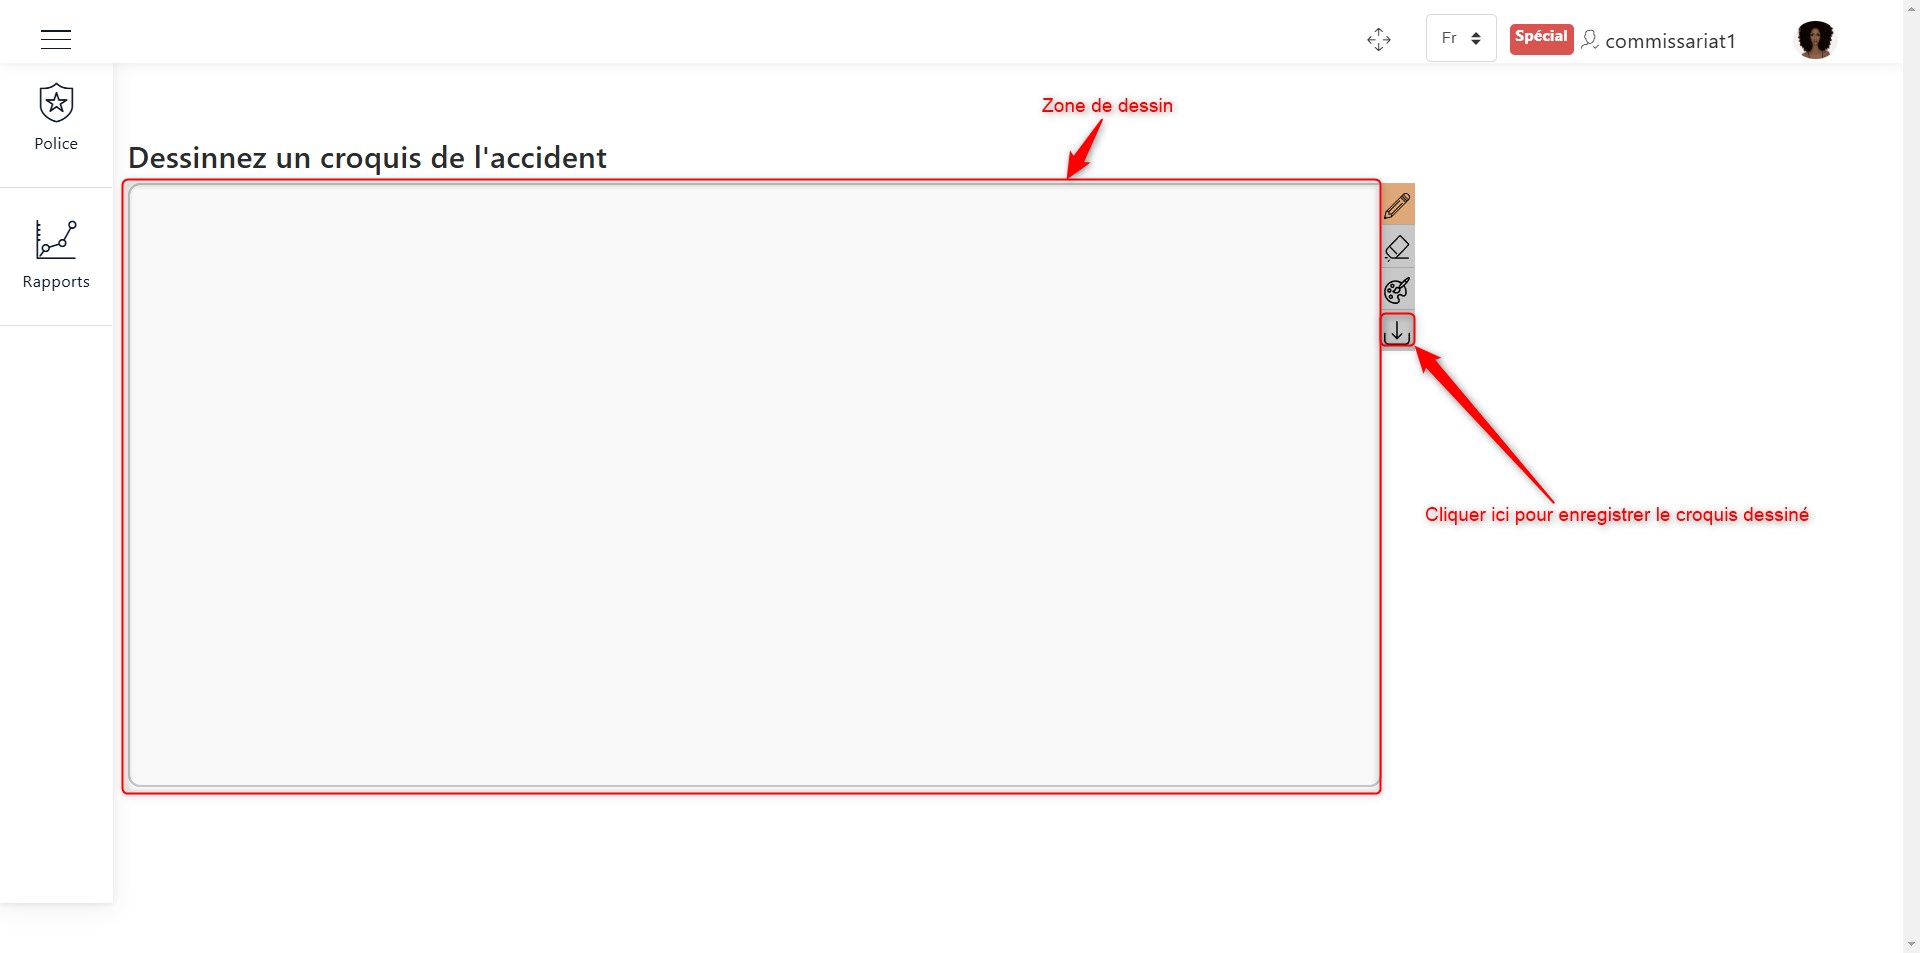 Fr
Spécial
commissariat1
Police
Rapports
Zone de dessin
Dessinnez un croquis de l'accident
Cliquer ici pour enregistrer le croquis dessiné